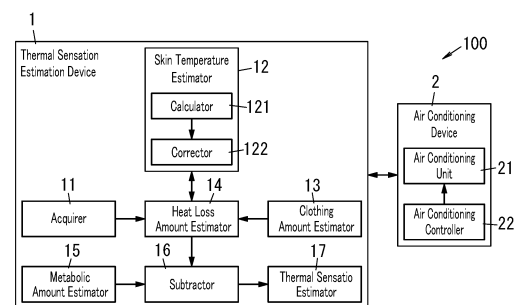 1
Thermal Sensation
Estimation Device
Skin Temperature
Estimator
12
Calculator
121
Corrector
122
100
2
Air Conditioning
Device
Air Conditioning
Unit
21
Air Conditioning
Controller
22
11
Acquirer
14
Heat Loss
Amount Estimator
13
Clothing
Amount Estimator
15
Metabolic
Amount Estimator
16
Subtractor
17
Thermal Sensatio
Estimator